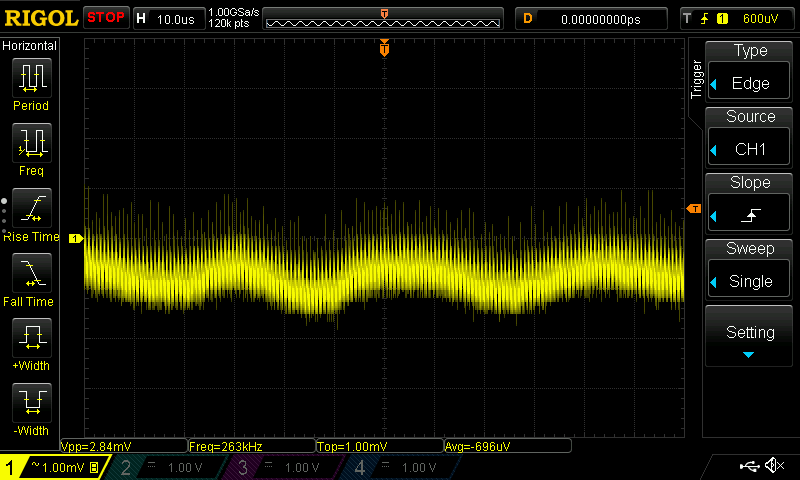 RIGOL STOP H 10.0us 1.00GSa/s D 0.00000000ps T 1 600uV
120k pts
Horizontal
Period
Freq
Rise Time
Fall Time
+Width
-Width
T
1
T
Trigger
Type
Edge
Source
CH1
Slope
Sweep
Single
Setting
Vpp=2.84mV Freq=263kHz Top=1.00mV Avg=-696uV
1 ~ 1.00mV B 2 1.00 V 3 1.00 V 4 1.00 V